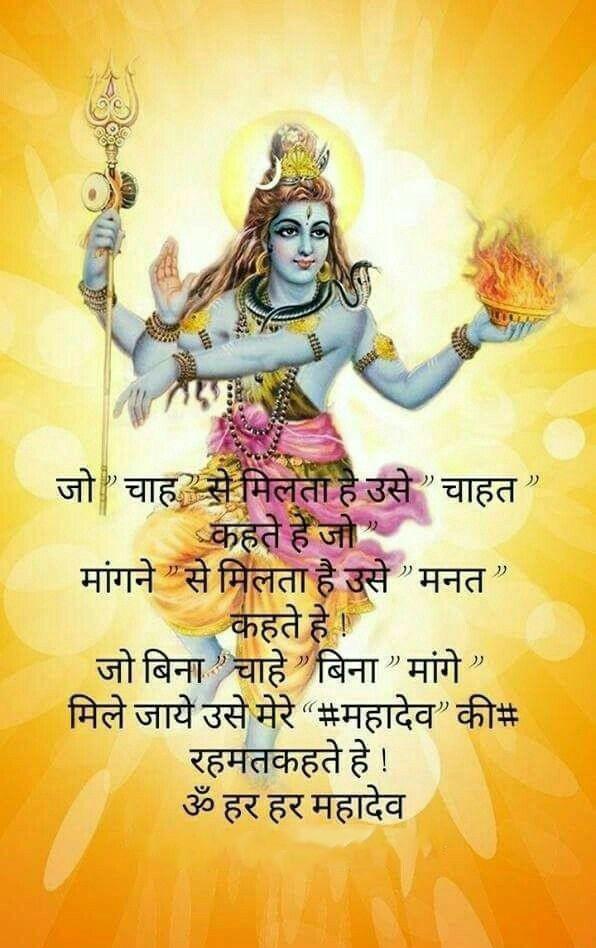 जो ” चाह ” से मिलता हे उसे ” चाहत ”
कहते हे जो ”
मांगने ” से मिलता है उसे ” मनत ”
कहते हे !
जो बिना ” चाहे ” बिना ” मांगे ”
मिले जाये उसे मेरे “#महादेव” की#
रहमतकहते हे !
ॐ हर हर महादेव